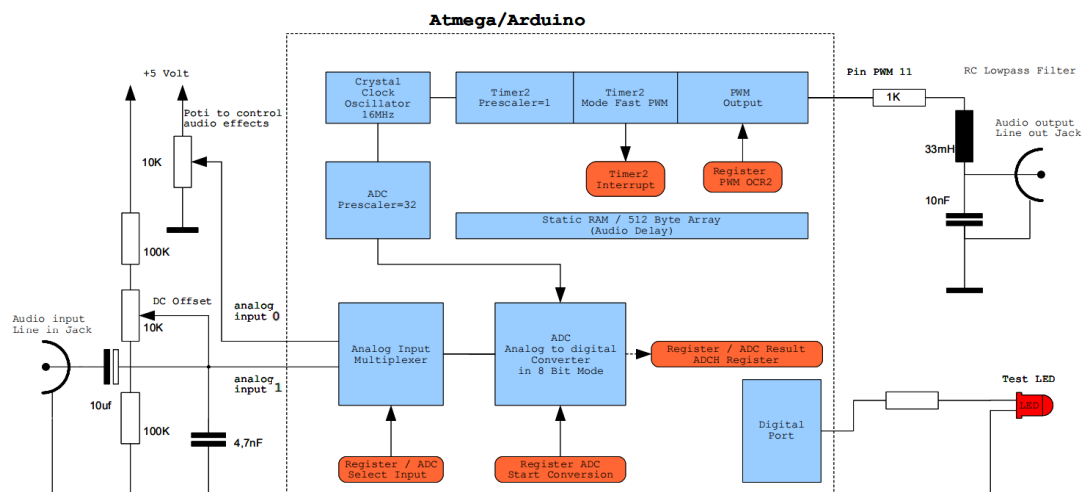 Atmega/Arduino
+5 Volt
Poti to control
audio effects
10K
100K
DC Offset
10K
Audio input
Line in Jack
10uf
100K
4,7nF
analog
input 0
analog
input 1
Crystal
Clock
Oscillator
16MHz
Timer2
Prescaler=1
Timer2
Mode Fast PWM
PWM
Output
Timer2
Interrupt
Register
PWM OCR2
ADC
Prescaler=32
Static RAM / 512 Byte Array
(Audio Delay)
Analog Input
Multiplexer
ADC
Analog to digital
Converter
in 8 Bit Mode
Register / ADC Result
ADCH Register
Register / ADC
Select Input
Register ADC
Start Conversion
Digital
Port
Pin PWM 11
RC Lowpass Filter
1K
33mH
Audio output
Line out Jack
10nF
Test LED
LED